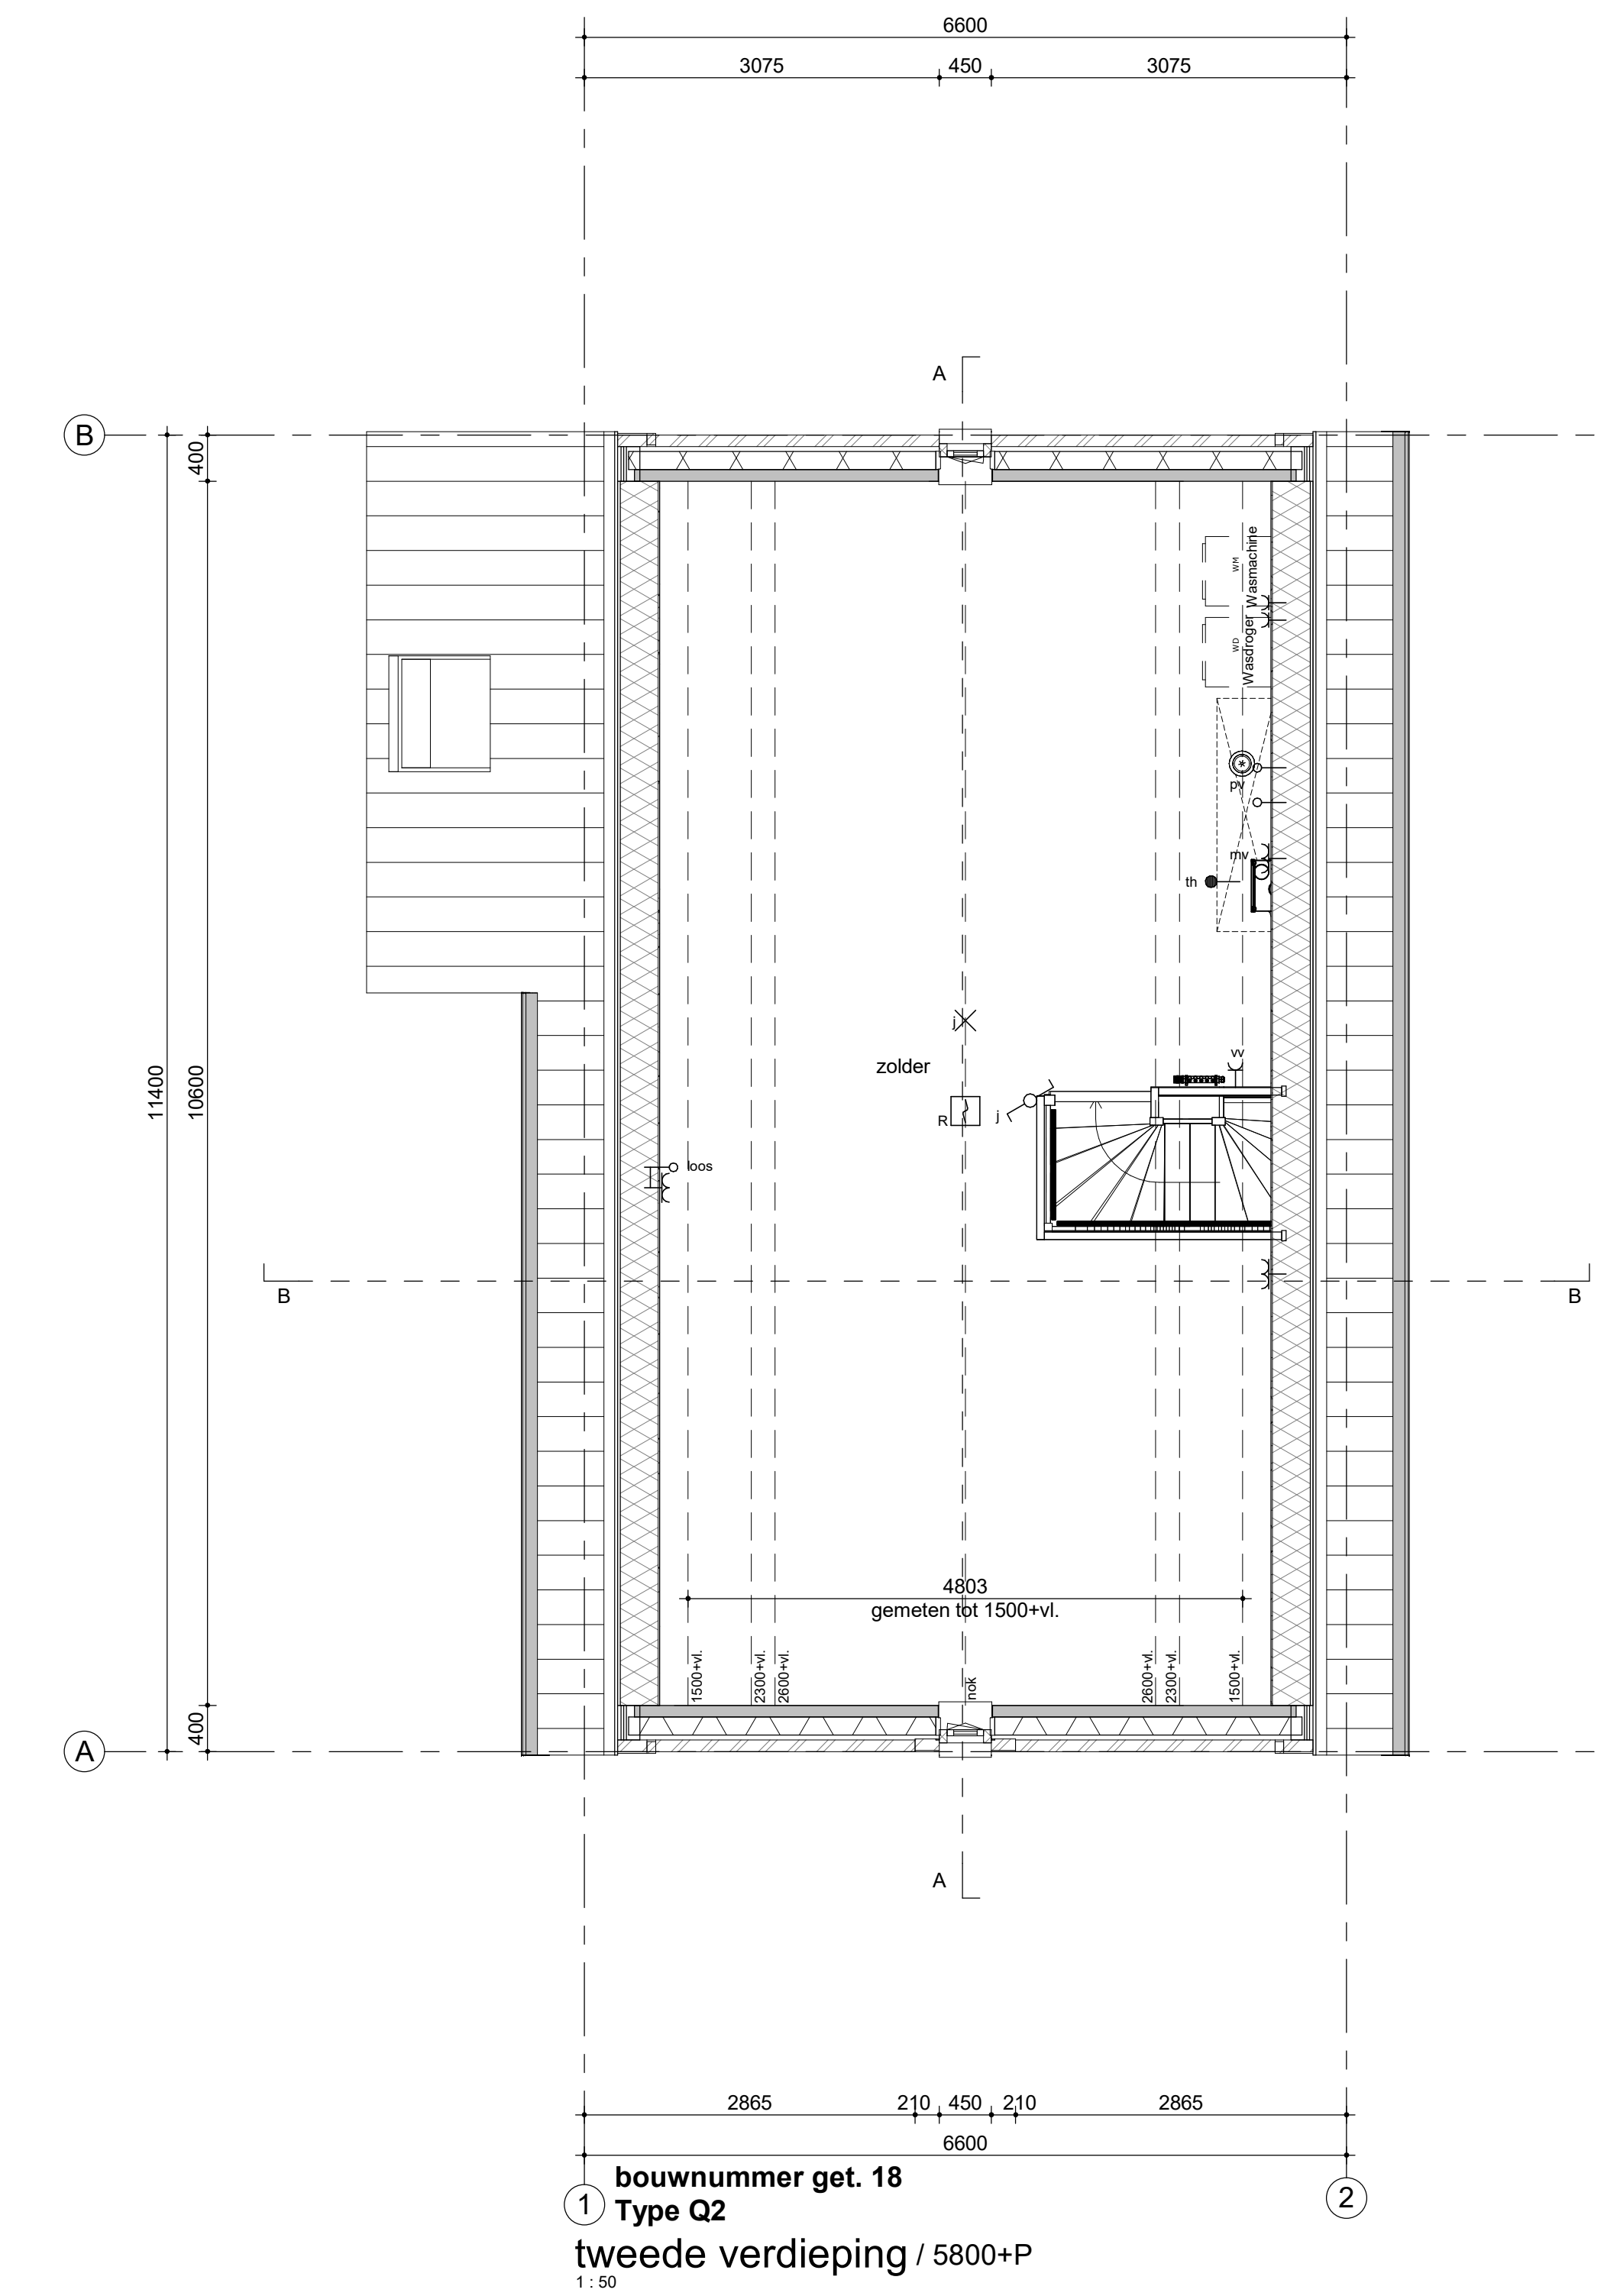 6600
3075 450 3075
A
B
400
WM
Wasmachine
WD
Wasdroger
pv
mv
th
j
vv
zolder
R
j
11400
10600
loos
B
B
4803
gemeten tot 1500+vl.
1500+vl.
2300+vl.
2600+vl.
nok
2600+vl.
2300+vl.
1500+vl.
400
A
A
2865 210 450 210 2865
6600
1
bouwnummer get. 18
2
Type Q2
tweede verdieping / 5800+P
1 : 50